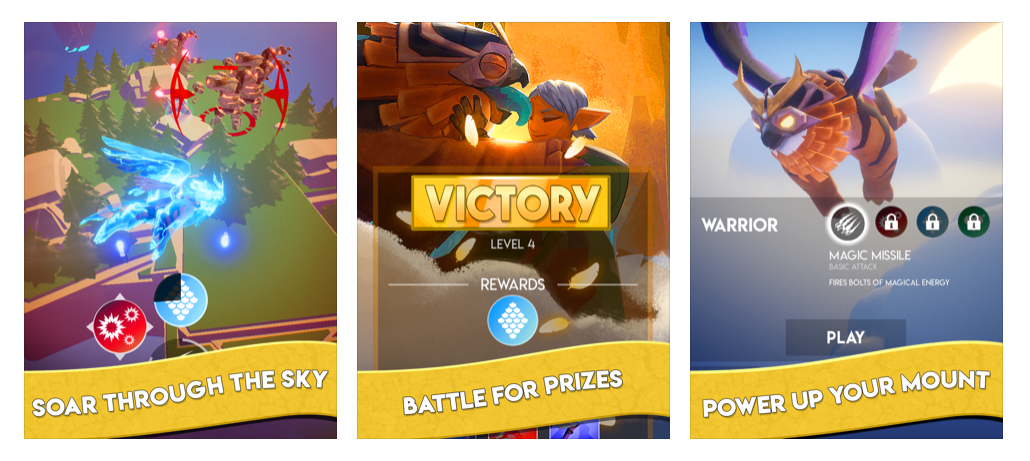 SOAR THROUGH THE SKY
VICTORY
LEVEL 4
REWARDS
BATTLE FOR PRIZES
WARRIOR
MAGIC MISSILE
BASIC ATTACK
FIRES BOLTS OF MAGICAL ENERGY
PLAY
POWER UP YOUR MOUNT